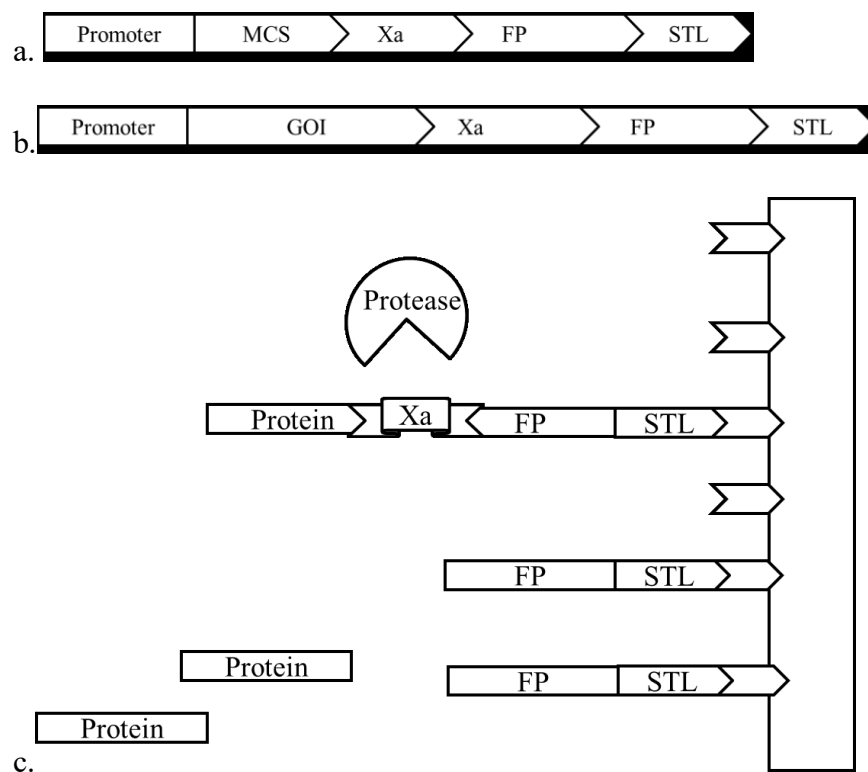 a. Promoter MCS Xa FP STL
b. Promoter GOI Xa FP STL
Protease
Protein Xa FP STL
FP STL
Protein FP STL
Protein
c.